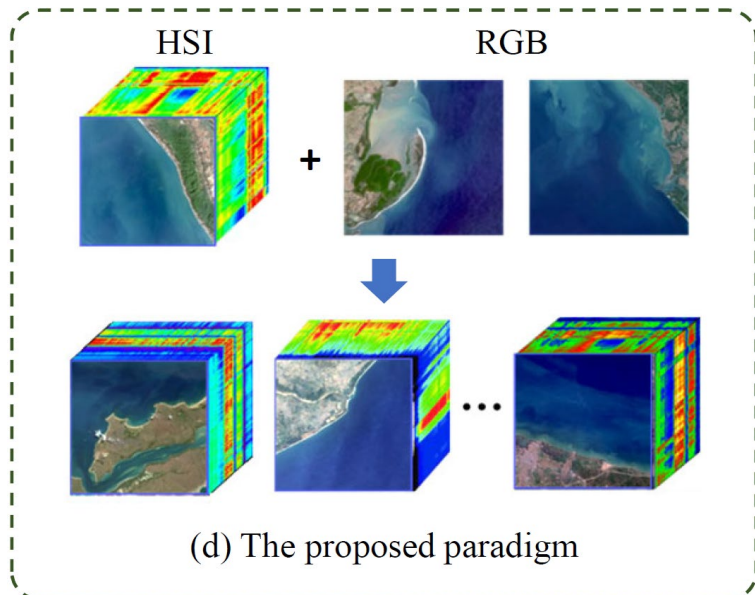 HSI RGB
+
...
(d) The proposed paradigm